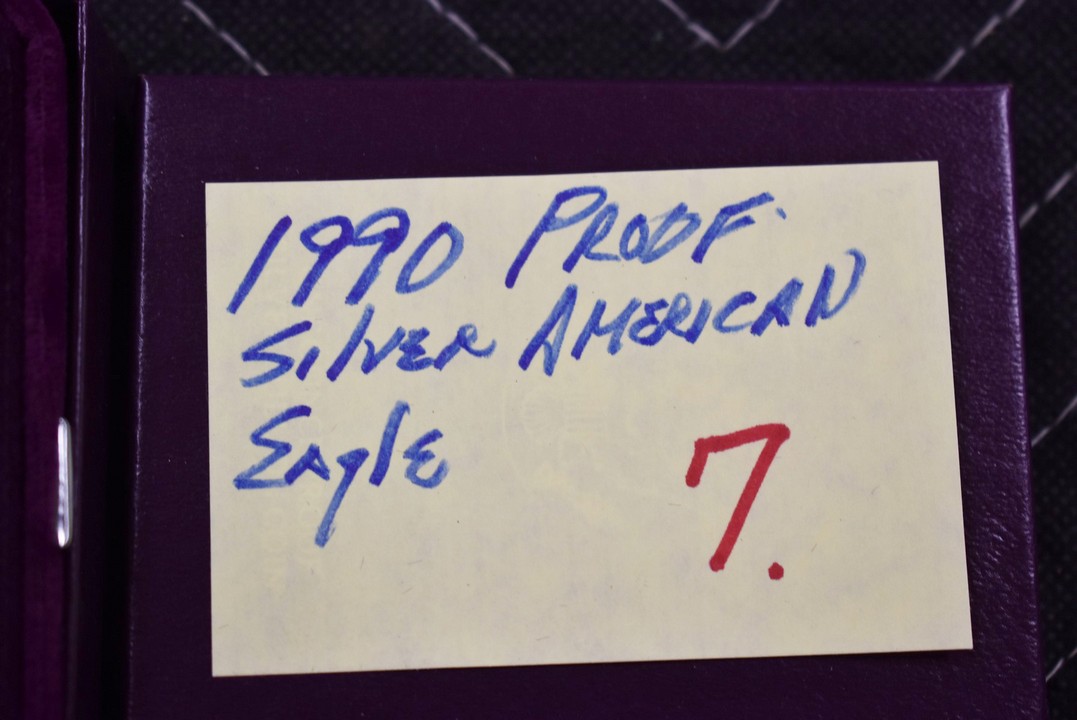 1990 PROOF
SilvER AMERICAN
EaglE
7.